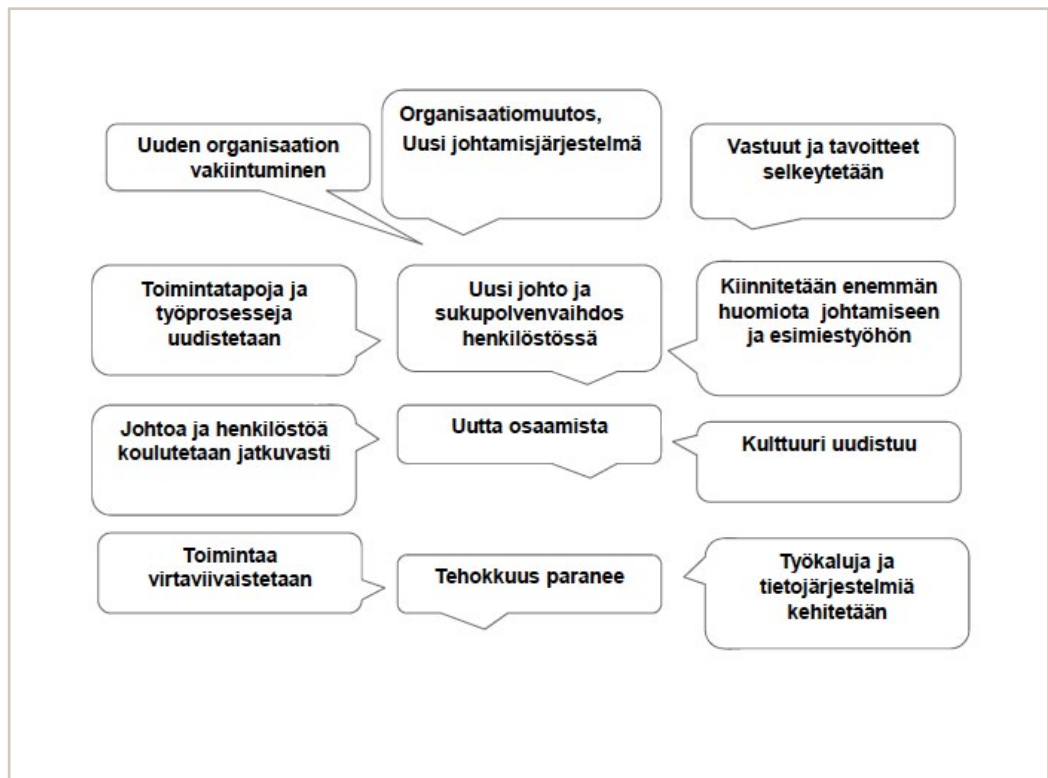 Uuden organisaation
vakiintuminen
Organisaatiomuutos,
Uusi johtamisjärjestelmä
Vastuut ja tavoitteet
selkeytetään
Toimintatapoja ja
työprosesseja
uudistetaan
Uusi johto ja
sukupolvenvaihdos
henkilöstössä
Kiinnitetään enemmän
huomiota johtamiseen
ja esimiestyöhön
Johtoa ja henkilöstöä
koulutetaan jatkuvasti
Uutta osaamista
Kulttuuri uudistuu
Toimintaa
virtaviivaistetaan
Tehokkuus paranee
Työkaluja ja
tietojärjestelmiä
kehitetään